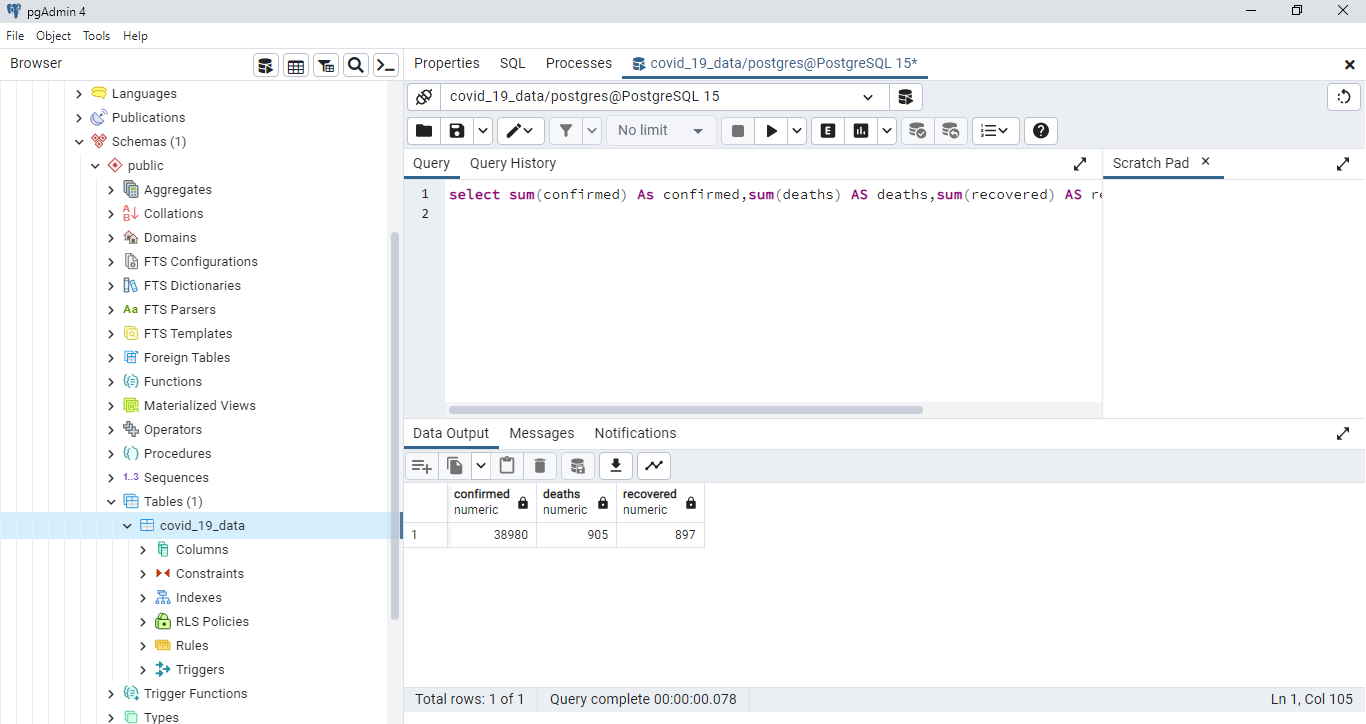 pgAdmin 4
File Object Tools Help
Browser
Properties SQL Processes covid_19_data/postgres@PostgreSQL 15*
Languages
Publications
Schemas (1)
public
Aggregates
Collations
Domains
FTS Configurations
FTS Dictionaries
Aa FTS Parsers
FTS Templates
Foreign Tables
Functions
Materialized Views
Operators
Procedures
1..3 Sequences
Tables (1)
covid_19_data
Columns
Constraints
Indexes
RLS Policies
Rules
Triggers
Trigger Functions
Types
covid_19_data/postgres@PostgreSQL 15
No limit
E
Query Query History
Scratch Pad
1 select sum(confirmed) As confirmed,sum(deaths) AS deaths,sum(recovered) AS re
2
Data Output Messages Notifications
confirmed deaths recovered
numeric numeric numeric
1 38980 905 897
Total rows: 1 of 1 Query complete 00:00:00.078 Ln 1, Col 105